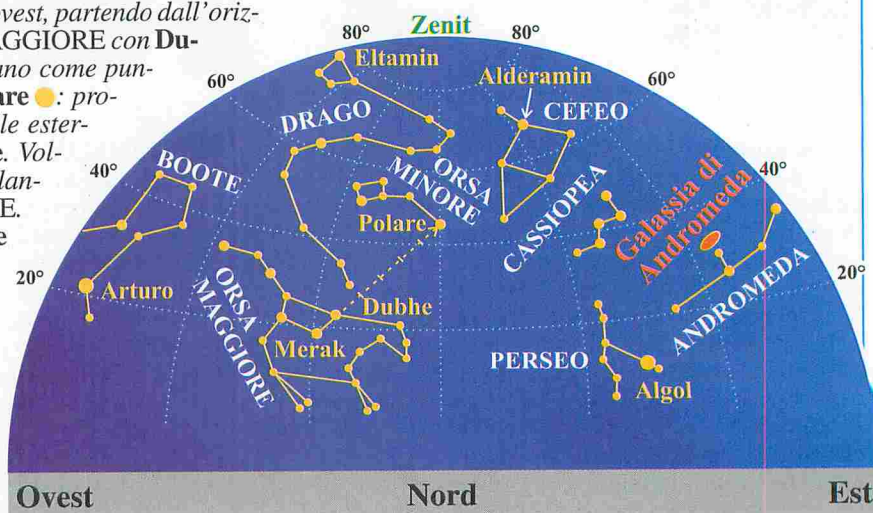 ovest, partendo dall'oriz-
AGGIORE con Du-
ano come pun-
are : pro-
le ester-
e. Vol-
lan-
E.
e
Zenit
80°
80°
60°
60°
40°
40°
20°
20°
Eltamin
Alderamin
DRAGO
CEFEO
BOOTE
ORSA
MINORE
Polare
CASSIOPEA
Galassia di
Andromeda
Arturo
ORSA
MAGGIORE
Dubhe
Merak
ANDROMEDA
PERSEO
Algol
Ovest
Nord
Est